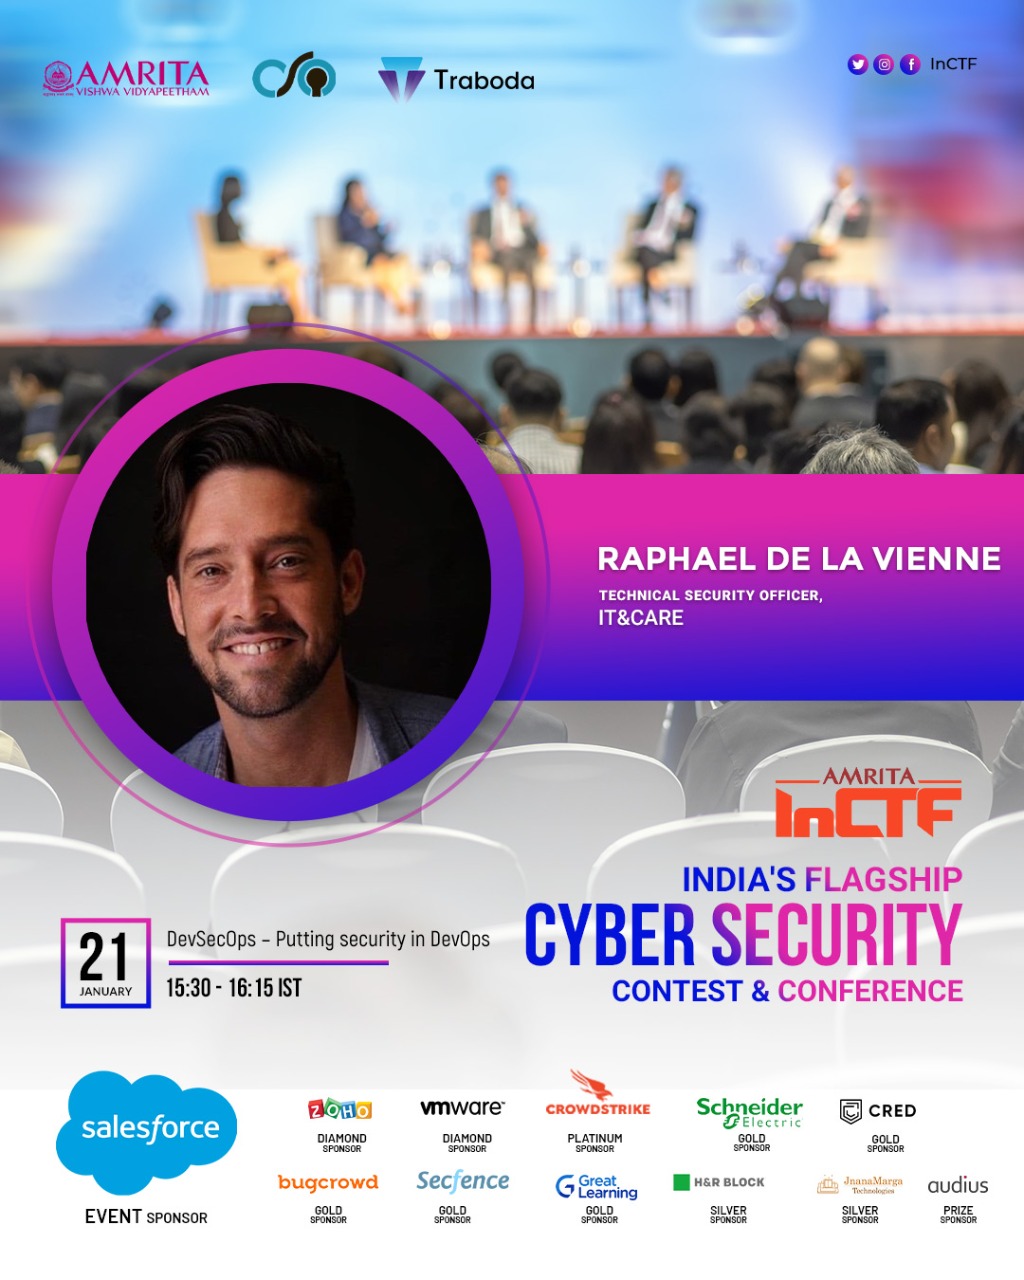 AMRITA
VISHWA VIDYAPEETHAM
Traboda
InCTF
RAPHAEL DE LA VIENNE
TECHNICAL SECURITY OFFICER,
IT&CARE
AMRITA
InCTF
INDIA'S FLAGSHIP
CYBER SECURITY
CONTEST & CONFERENCE
21
JANUARY
DevSecOps – Putting security in DevOps
15:30 - 16:15 IST
salesforce
EVENT SPONSOR
ZOHO
DIAMOND
SPONSOR
vmware
DIAMOND
SPONSOR
CROWDSTRIKE
PLATINUM
SPONSOR
Schneider
Electric
GOLD
SPONSOR
CRED
GOLD
SPONSOR
bugcrowd
GOLD
SPONSOR
Secfence
GOLD
SPONSOR
Great
Learning
GOLD
SPONSOR
H&R BLOCK
SILVER
SPONSOR
JnanaMarga
Technologies
SILVER
SPONSOR
audius
PRIZE
SPONSOR